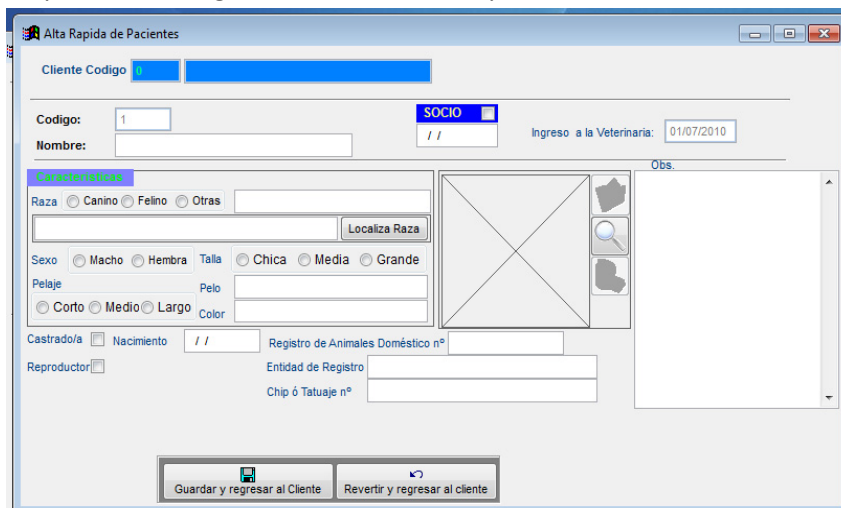 Alta Rapida de Pacientes
Cliente Codigo 0
Codigo: 1
SOCIO
/ /
Ingreso a la Veterinaria: 01/07/2010
Nombre:
Obs.
Caracteristicas
Raza Canino Felino Otras
Localiza Raza
Sexo Macho Hembra Talla Chica Media Grande
Pelaje
Pelo
Corto Medio Largo Color
Castrado/a Nacimiento / / Registro de Animales Doméstico nº
Reproductor Entidad de Registro
Chip ó Tatuaje nº
Guardar y regresar al Cliente Revertir y regresar al cliente